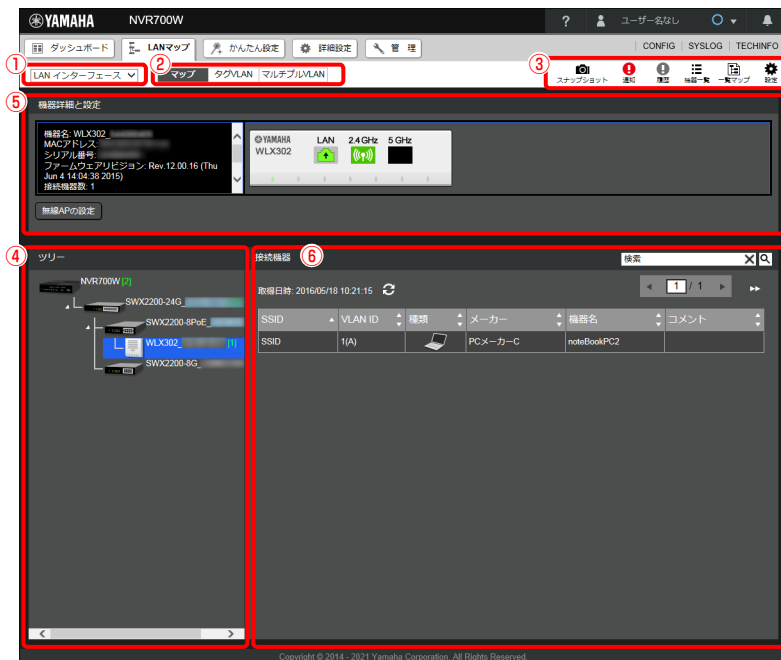 YAMAHA NVR700W ? ユーザーなし
ダッシュボード LANマップ かんたん設定 詳細設定 管 理 CONFIG SYSLOG TECHINFO
① ② ③
LAN インターフェース マップ タグVLAN マルチプルVLAN スナップショット 通知 履歴 機器一覧 一覧マップ 設定
⑤ 機器詳細と設定
機器名: WLX302_
MACアドレス
シリアル番号:
ファームウェアリビジョン: Rev.12.00.16 (Thu
Jun 4 14:04:38 2015)
接続機器数: 1
YAMAHA LAN 2.4 GHz 5 GHz
WLX302
無線APの設定
④ ツリー
NVR700W [2]
SWX2200-24G_
SWX2200-8PoE_
WLX302_ [1]
SWX2200-8G_
接続機器 ⑥ 検索 X
取得日時: 2016/05/18 10:21:15 1 / 1
SSID VLAN ID 種類 メーカー 機器名 コメント
SSID 1(A) PCメーカーC noteBookPC2
Copyright © 2014 - 2021 Yamaha Corporation. All Rights Reserved.